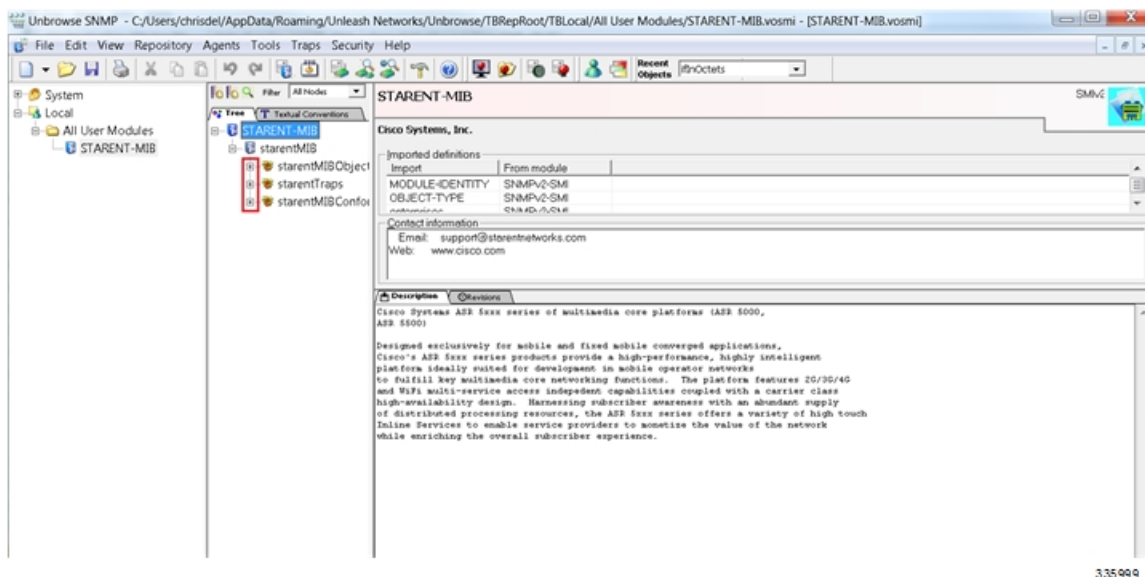 Unbrowse SNMP - C:/Users/chrisdel/AppData/Roaming/Unleash Networks/Unbrowse/TBRepRoot/TBLocal/All User Modules/STARENT-MIB.vosmi - [STARENT-MIB.vosmi]
File Edit View Repository Agents Tools Traps Security Help
Recent Objects ifInOctets
System
Local
All User Modules
STARENT-MIB
Filter All Nodes
Tree Textual Conventions
STARENT-MIB
starentMIB
starentMIBObject
starentTraps
starentMIBConfor
STARENT-MIB
SMIv2
Cisco Systems, Inc.
Imported definitions
Import From module
MODULE-IDENTITY SNMPv2-SMI
OBJECT-TYPE SNMPv2-SMI
enterprises SNMPv2-SMI
Contact information
Email: support@starentnetworks.com
Web: www.cisco.com
Description Revisions
Cisco Systems ASR 5xxx series of multimedia core platforms (ASR 5000,
ASR 5500)
Designed exclusively for mobile and fixed mobile converged applications,
Cisco's ASR 5xxx series products provide a high-performance, highly intelligent
platform ideally suited for development in mobile operator networks
to fulfill key multimedia core networking functions. The platform features 2G/3G/4G
and WiFi multi-service access indepedent capabilities coupled with a carrier class
high-availability design. Harnessing subscriber awareness with an abundant supply
of distributed processing resources, the ASR 5xxx series offers a variety of high touch
Inline Services to enable service providers to monetize the value of the network
while enriching the overall subscriber experience.
335999